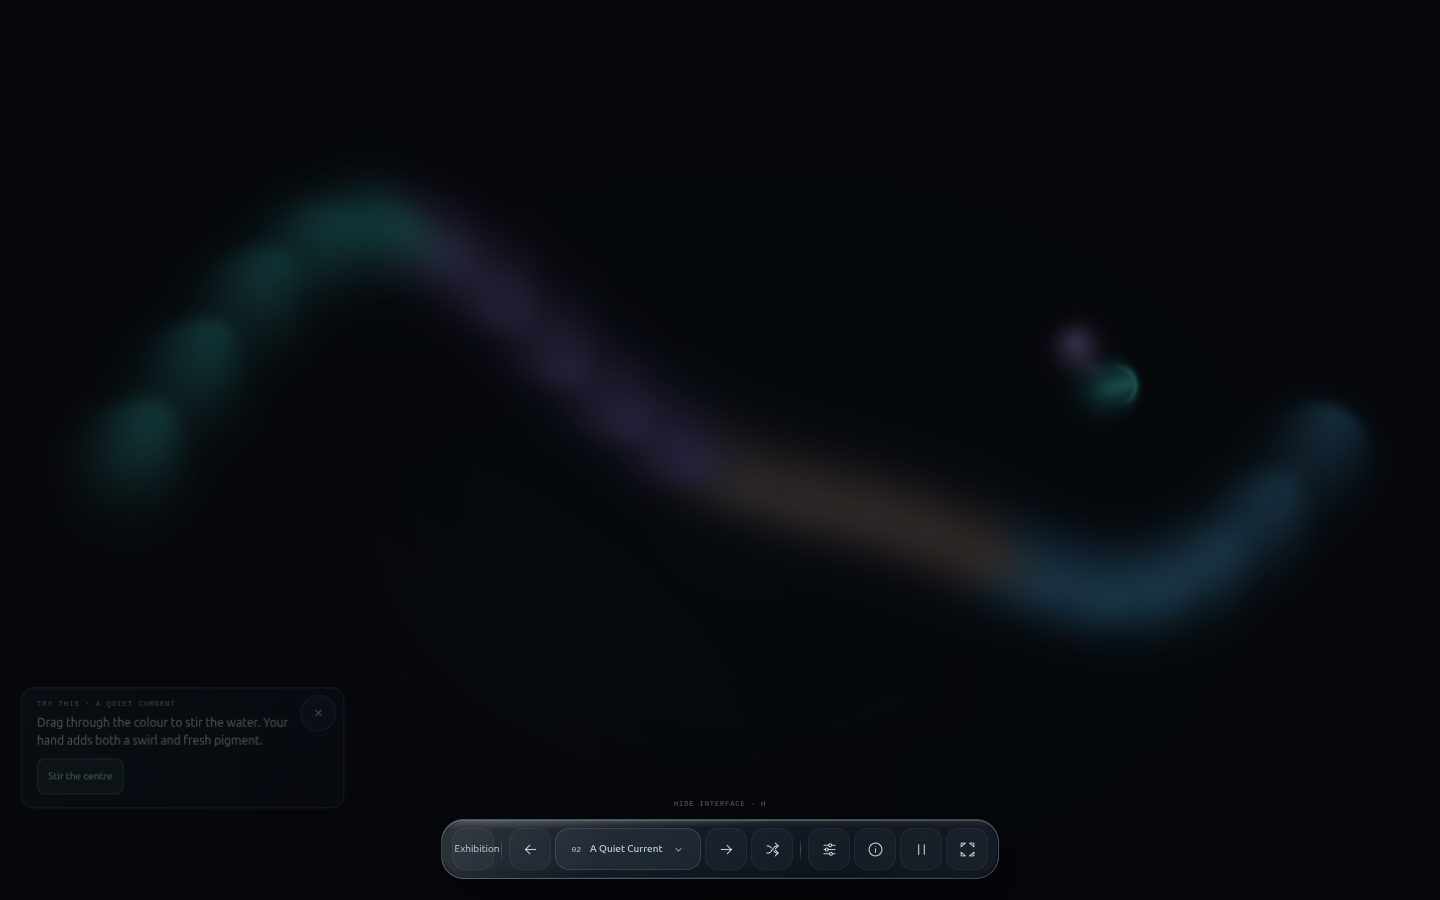 TRY THIS · A QUIET CURRENT
Drag through the colour to stir the water. Your
hand adds both a swirl and fresh pigment.
Stir the centre
HIDE INTERFACE · H
Exhibition
02 A Quiet Current